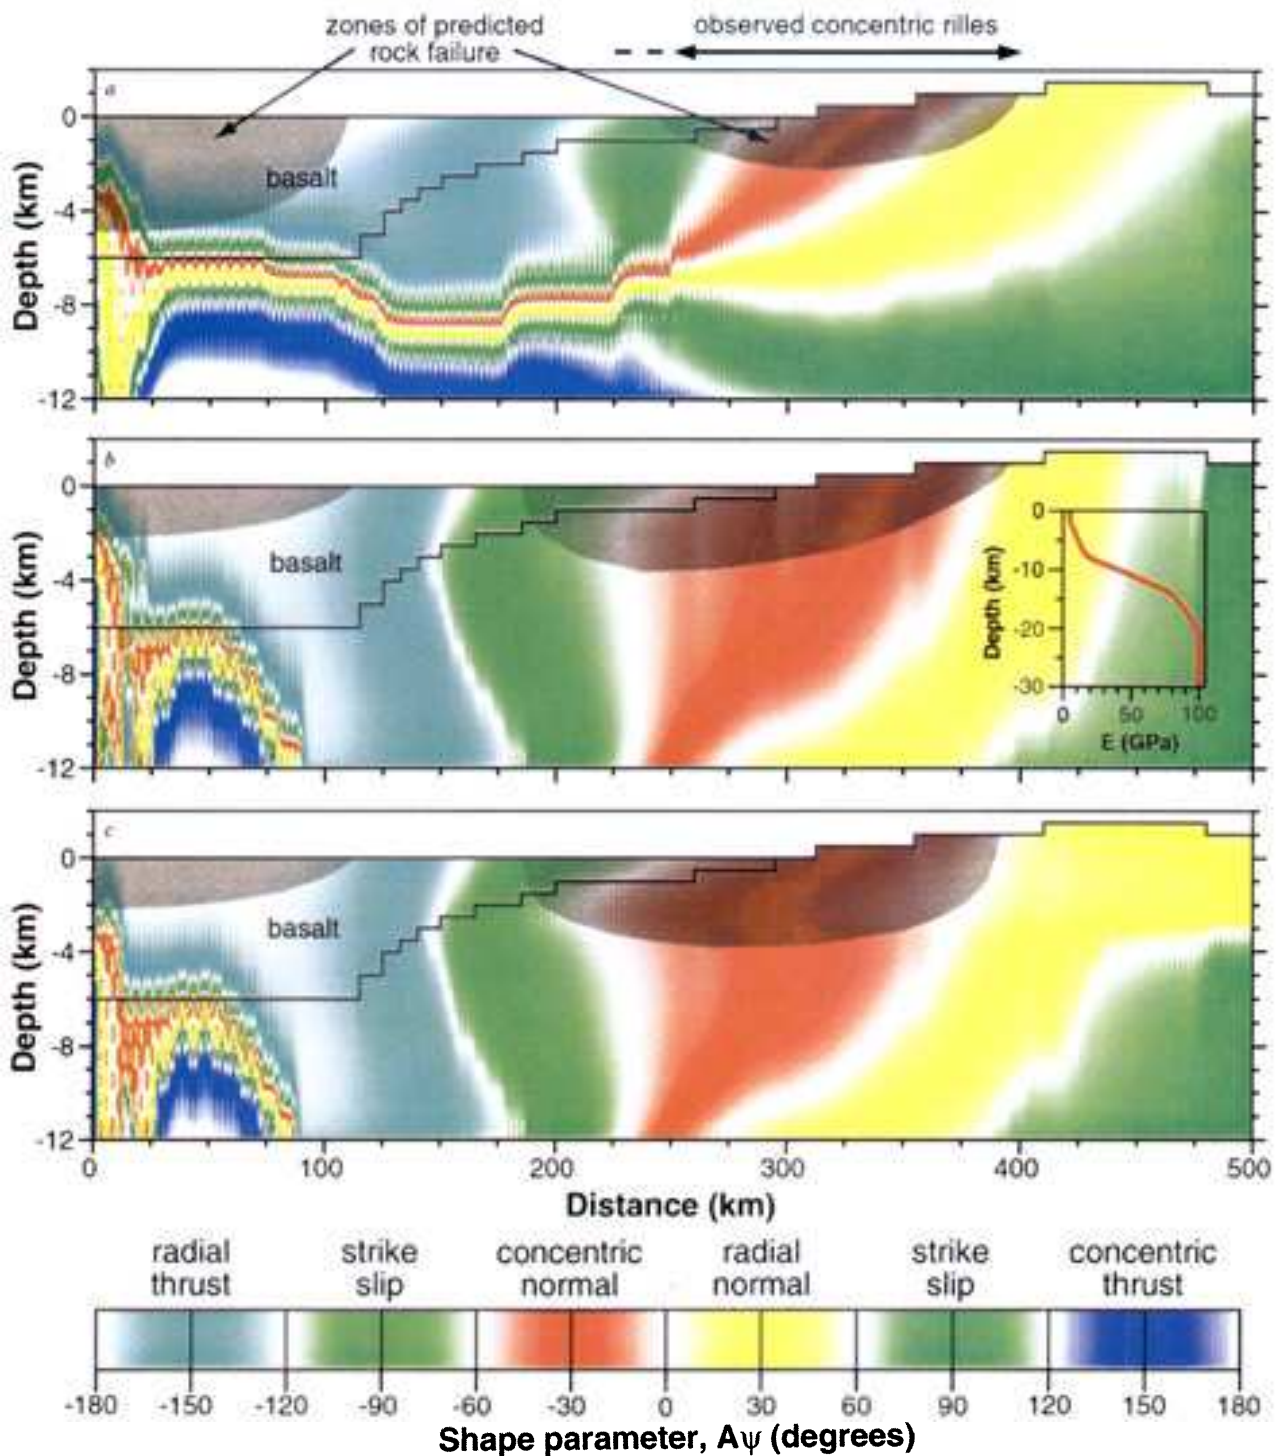 zones of predicted
rock failure
observed concentric rilles
a
0
-4
-8
-12
Depth (km)
basalt
b
0
-4
-8
-12
Depth (km)
basalt
0
-10
-20
-30
Depth (km)
0 50 100
E (GPa)
c
0
-4
-8
-12
Depth (km)
basalt
0 100 200 300 400 500
Distance (km)
radial thrust
strike slip
concentric normal
radial normal
strike slip
concentric thrust
-180 -150 -120 -90 -60 -30 0 30 60 90 120 150 180
Shape parameter, Aψ (degrees)